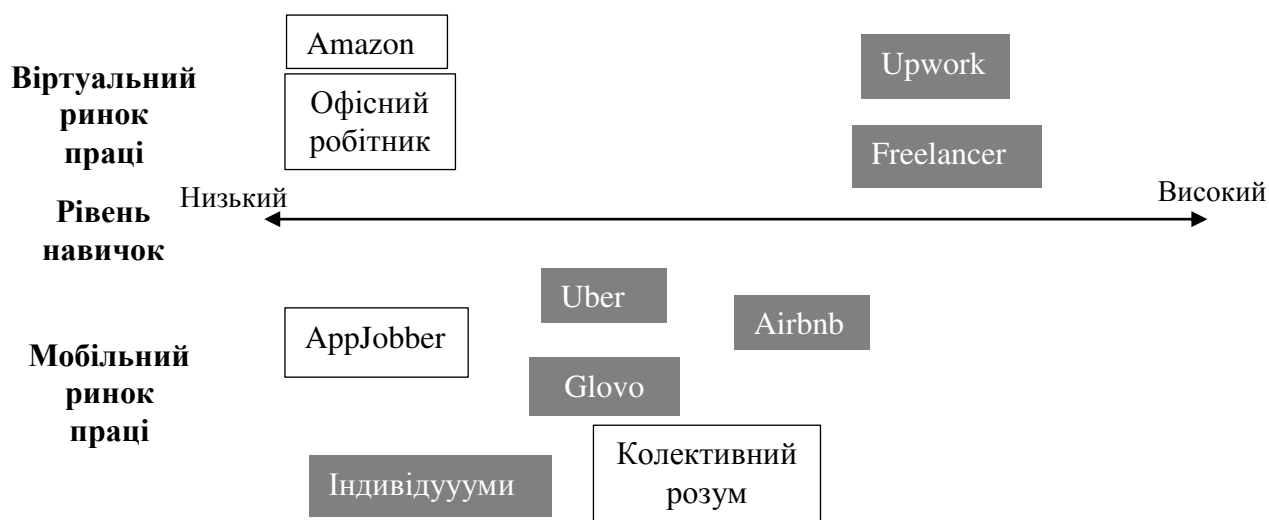 Amazon
Upwork
Віртуальний
ринок
праці
Офісний
робітник
Freelancer
Низький
Високий
Рівень
навичок
Uber
Airbnb
AppJobber
Мобільний
ринок
праці
Glovo
Колективний
розум
Індивідуууми